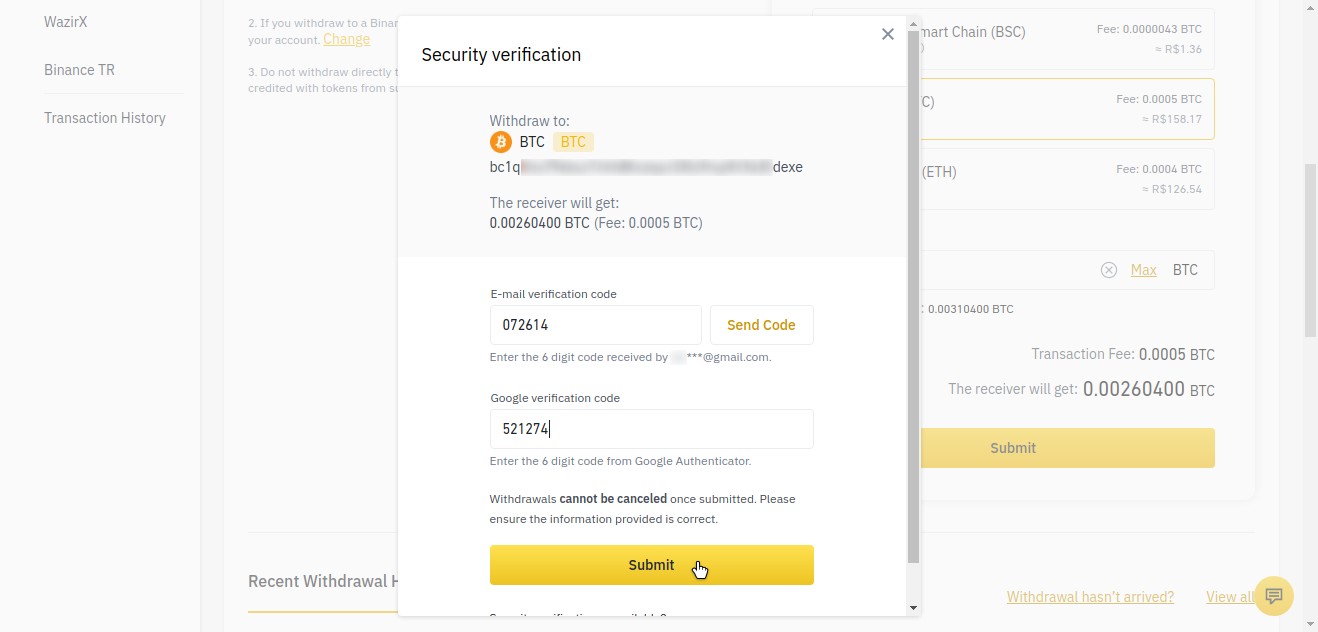 WazirX
Binance TR
Transaction History
2. If you withdraw to a Binan
your account. Change
3. Do not withdraw directly t
credited with tokens from su
Recent Withdrawal H
Security verification
Withdraw to:
BTC BTC
bc1q dexe
The receiver will get:
0.00260400 BTC (Fee: 0.0005 BTC)
E-mail verification code
072614 Send Code
Enter the 6 digit code received by ***@gmail.com.
Google verification code
521274
Enter the 6 digit code from Google Authenticator.
Withdrawals cannot be canceled once submitted. Please
ensure the information provided is correct.
Submit
mart Chain (BSC) Fee: 0.0000043 BTC
) ≈ R$1.36
C) Fee: 0.0005 BTC
≈ R$158.17
(ETH) Fee: 0.0004 BTC
≈ R$126.54
Max BTC
: 0.00310400 BTC
Transaction Fee: 0.0005 BTC
The receiver will get: 0.00260400 BTC
Submit
Withdrawal hasn't arrived? View all